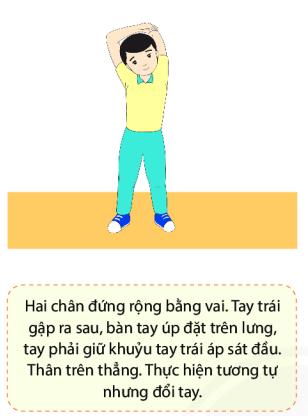 Hai chân đứng rộng bằng vai. Tay trái
gập ra sau, bàn tay úp đặt trên lưng,
tay phải giữ khuỷu tay trái áp sát đầu.
Thân trên thẳng. Thực hiện tương tự
nhưng đổi tay.